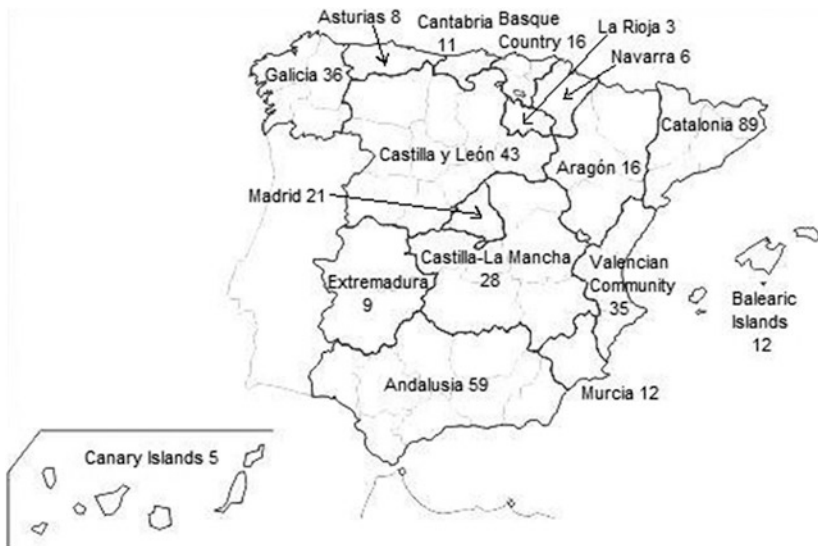 Asturias 8
Cantabria
11
Basque
Country 16
La Rioja 3
Navarra 6
Galicia 36
Catalonia 89
Castilla y León 43
Aragón 16
Madrid 21
Castilla-La Mancha
28
Valencian
Community
35
Extremadura
9
Balearic
Islands
12
Andalusia 59
Murcia 12
Canary Islands 5